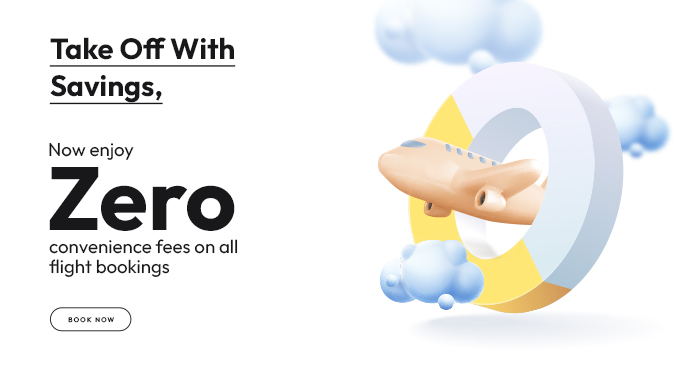 Take Off With
Savings,
Now enjoy
Zero
convenience fees on all
flight bookings
BOOK NOW